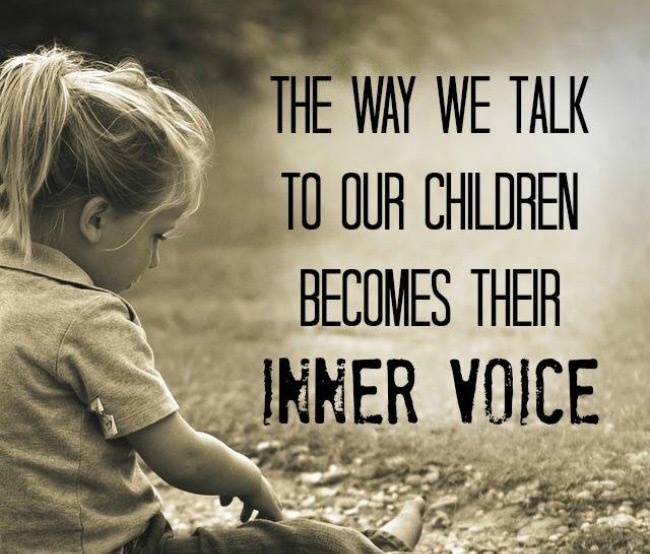 THE WAY WE TALK
TO OUR CHILDREN
BECOMES THEIR
INNER VOICE